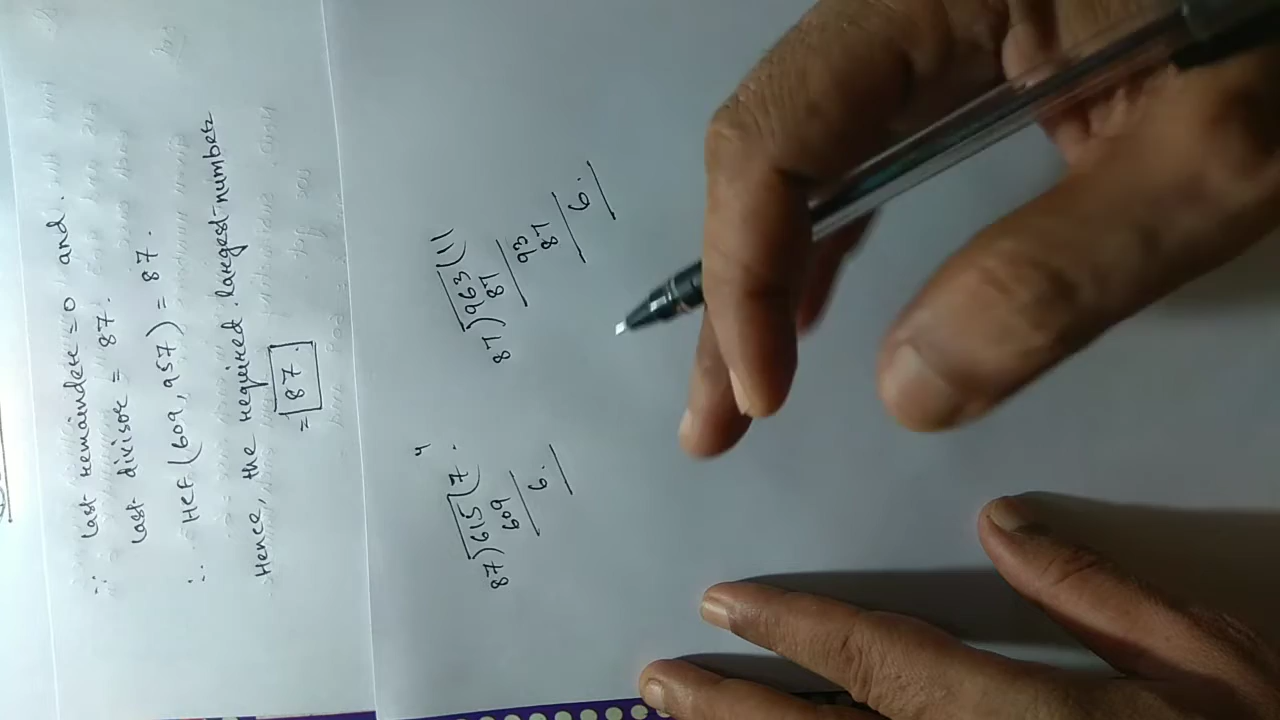 ∵ Last remainder = 0 and.
Last divisor = 87.
∴ HCF (609, 957) = 87.
Hence, the required. largest number
= 87.
87)615(7.
609
6.
87)963(11
87
93
87
6.